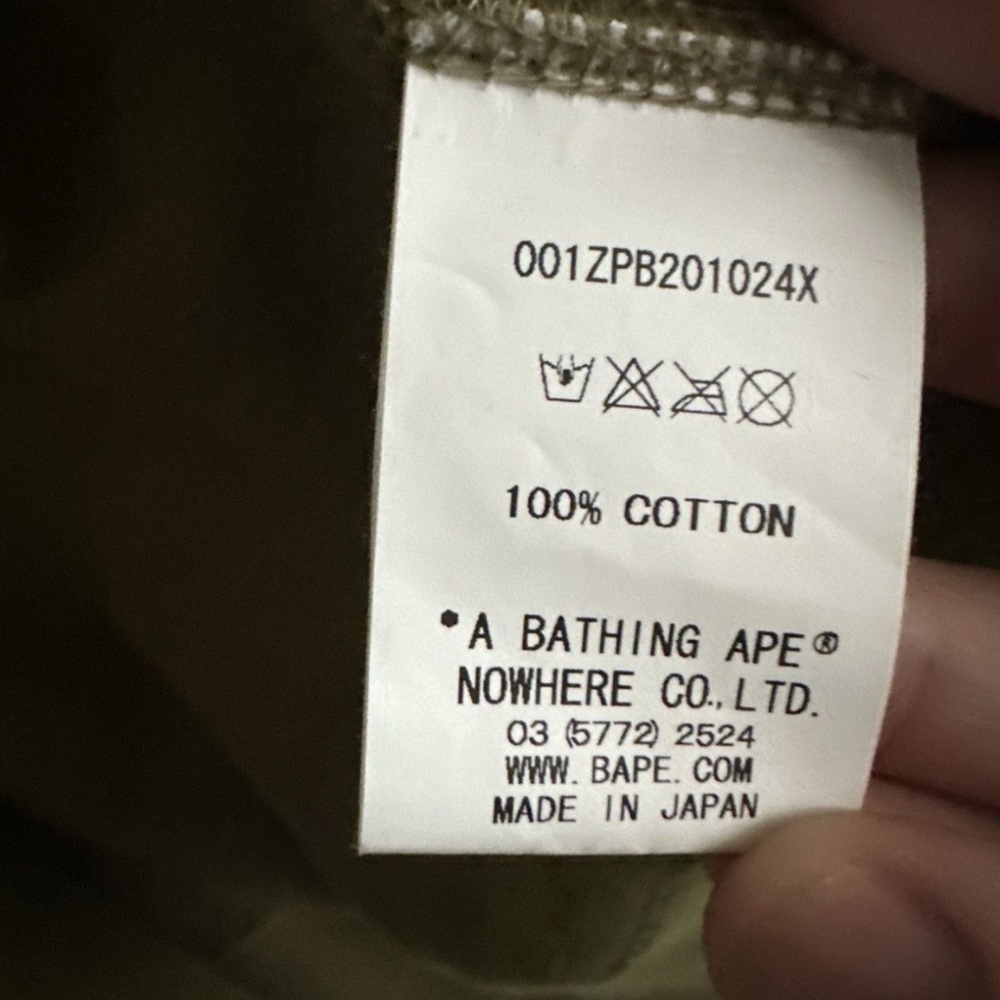 001ZPB201024X
100% COTTON
•A BATHING APE®
NOWHERE CO., LTD.
03 (5772) 2524
WWW. BAPE. COM
MADE IN JAPAN